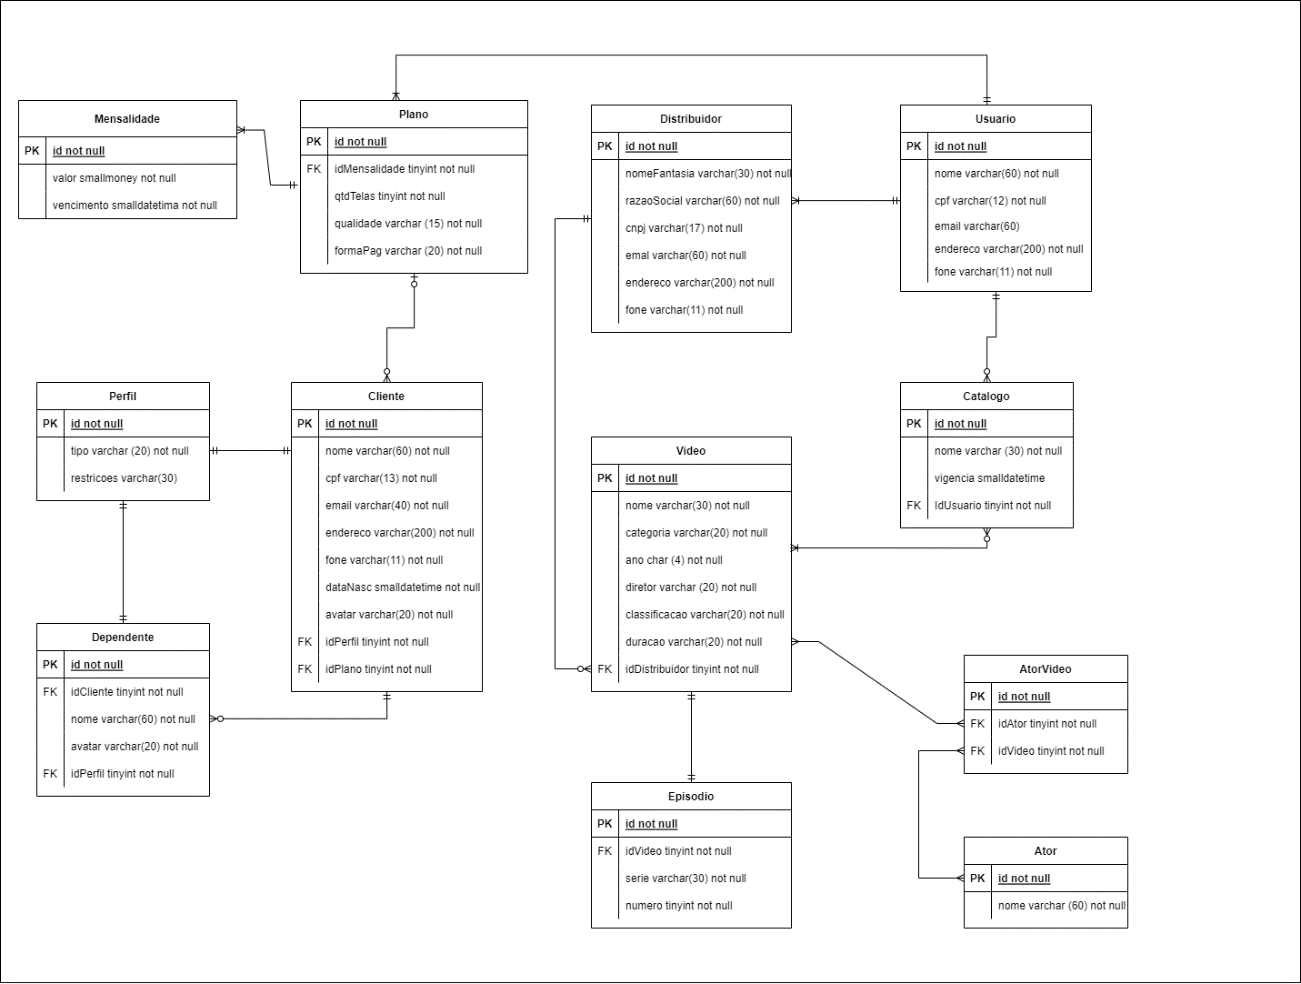 Mensalidade
PK id not null
valor smallmoney not null
vencimento smalldatetima not null
Plano
PK id not null
FK idMensalidade tinyint not null
qtdTelas tinyint not null
qualidade varchar (15) not null
formaPag varchar (20) not null
Distribuidor
PK id not null
nomeFantasia varchar(30) not null
razaoSocial varchar(60) not null
cnpj varchar(17) not null
emal varchar(60) not null
endereco varchar(200) not null
fone varchar(11) not null
Usuario
PK id not null
nome varchar(60) not null
cpf varchar(12) not null
email varchar(60)
endereco varchar(200) not null
fone varchar(11) not null
Perfil
PK id not null
tipo varchar (20) not null
restricoes varchar(30)
Cliente
PK id not null
nome varchar(60) not null
cpf varchar(13) not null
email varchar(40) not null
endereco varchar(200) not null
fone varchar(11) not null
dataNasc smalldatetime not null
avatar varchar(20) not null
FK idPerfil tinyint not null
FK idPlano tinyint not null
Video
PK id not null
nome varchar(30) not null
categoria varchar(20) not null
ano char (4) not null
diretor varchar (20) not null
classificacao varchar(20) not null
duracao varchar(20) not null
FK idDistribuidor tinyint not null
Catalogo
PK id not null
nome varchar (30) not null
vigencia smalldatetime
FK IdUsuario tinyint not null
Dependente
PK id not null
FK idCliente tinyint not null
nome varchar(60) not null
avatar varchar(20) not null
FK idPerfil tinyint not null
Episodio
PK id not null
FK idVideo tinyint not null
serie varchar(30) not null
numero tinyint not null
AtorVideo
PK id not null
FK idAtor tinyint not null
FK idVideo tinyint not null
Ator
PK id not null
nome varchar (60) not null